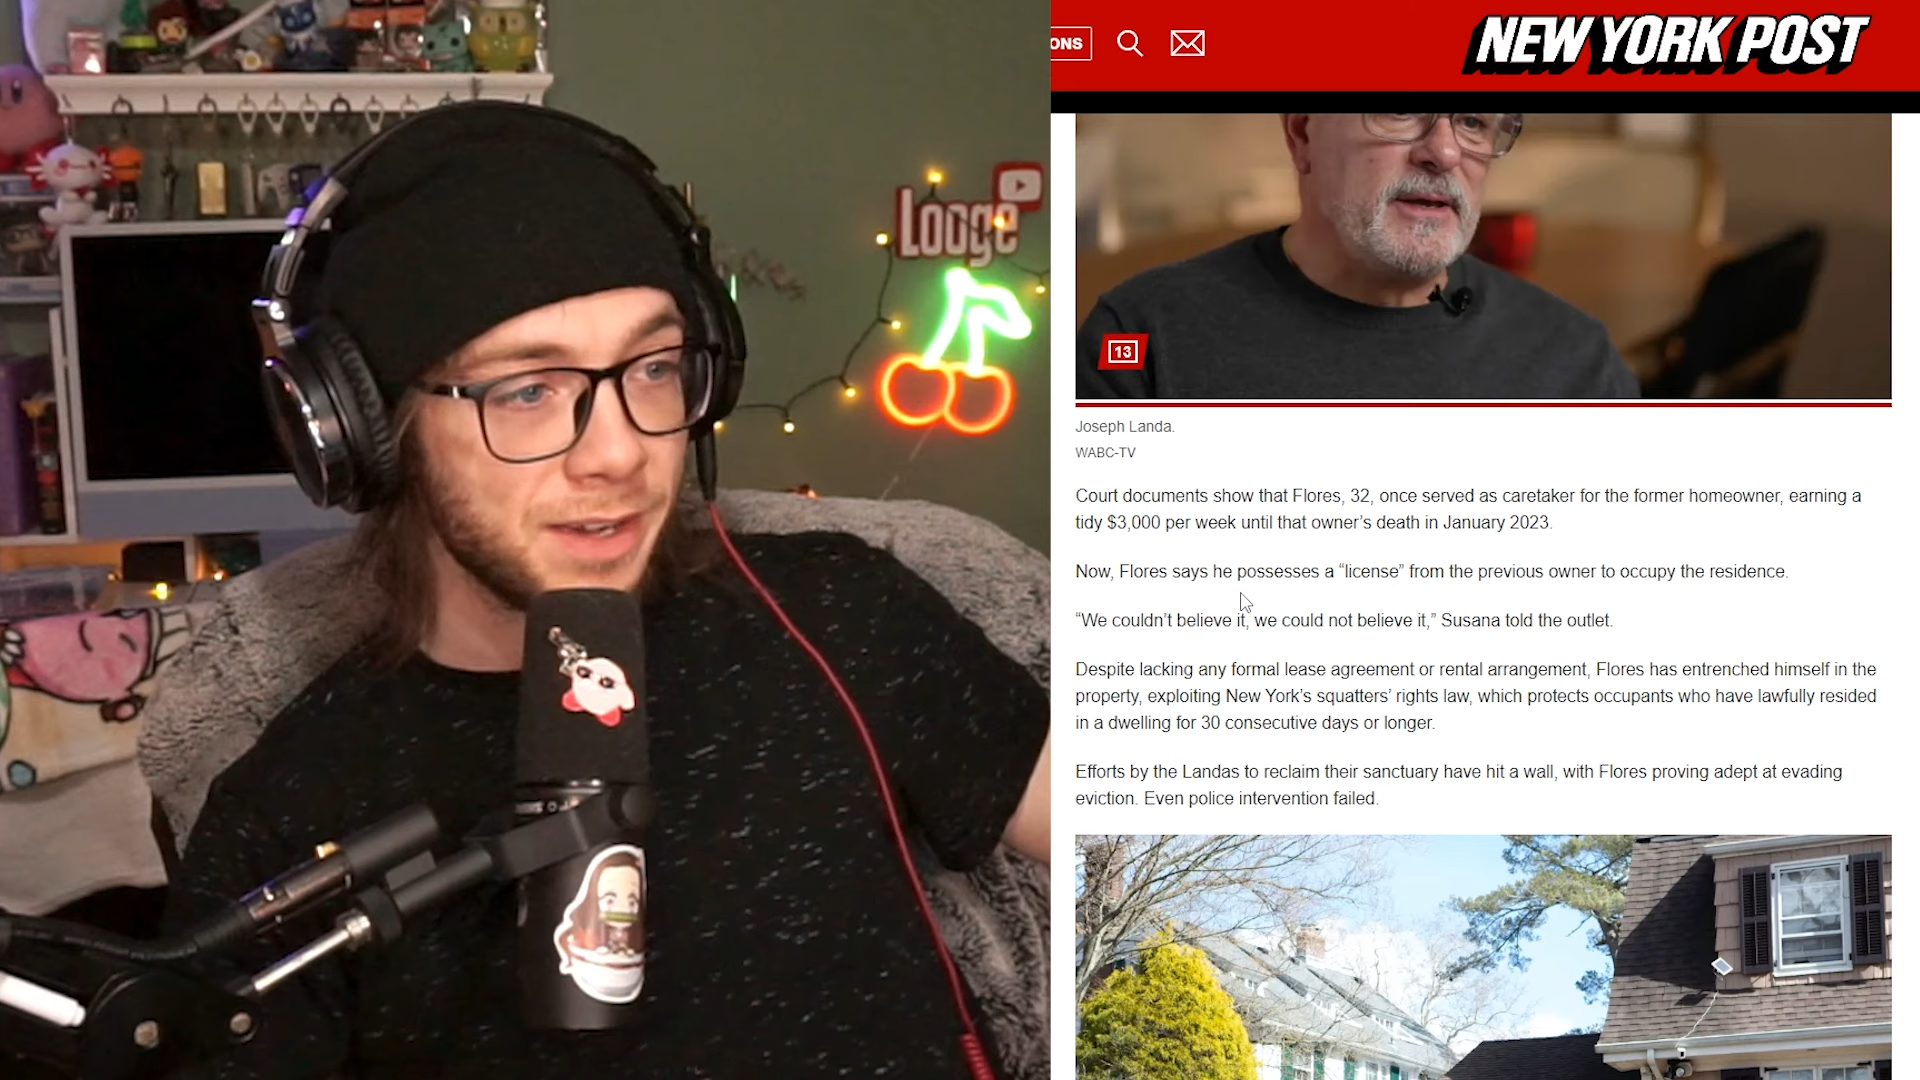 Looge
ONS
NEW YORK POST
13
Joseph Landa.
WABC-TV
Court documents show that Flores, 32, once served as caretaker for the former homeowner, earning a
tidy $3,000 per week until that owner’s death in January 2023.
Now, Flores says he possesses a “license” from the previous owner to occupy the residence.
“We couldn’t believe it, we could not believe it,” Susana told the outlet.
Despite lacking any formal lease agreement or rental arrangement, Flores has entrenched himself in the
property, exploiting New York’s squatters’ rights law, which protects occupants who have lawfully resided
in a dwelling for 30 consecutive days or longer.
Efforts by the Landas to reclaim their sanctuary have hit a wall, with Flores proving adept at evading
eviction. Even police intervention failed.